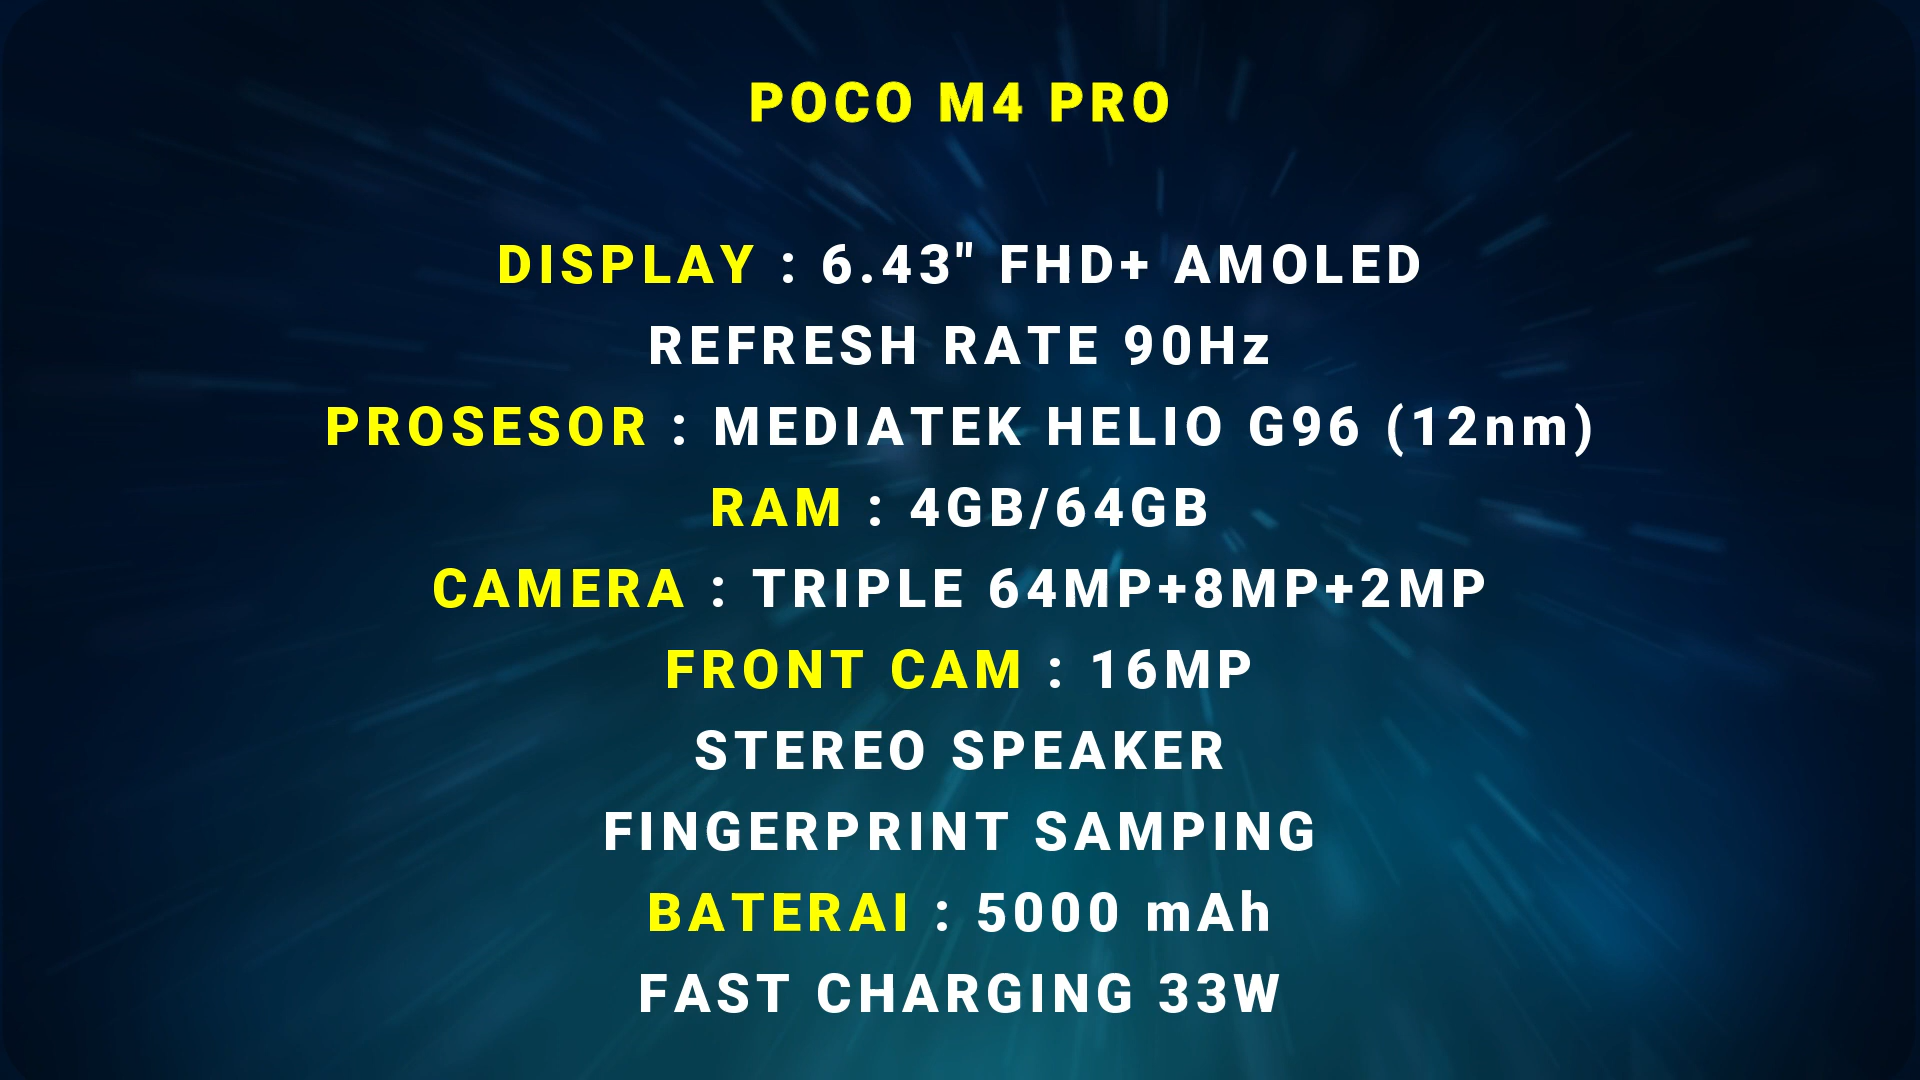 POCO M4 PRO
DISPLAY : 6.43" FHD+ AMOLED
REFRESH RATE 90Hz
PROSESOR : MEDIATEK HELIO G96 (12nm)
RAM : 4GB/64GB
CAMERA : TRIPLE 64MP+8MP+2MP
FRONT CAM : 16MP
STEREO SPEAKER
FINGERPRINT SAMPING
BATERAI : 5000 mAh
FAST CHARGING 33W